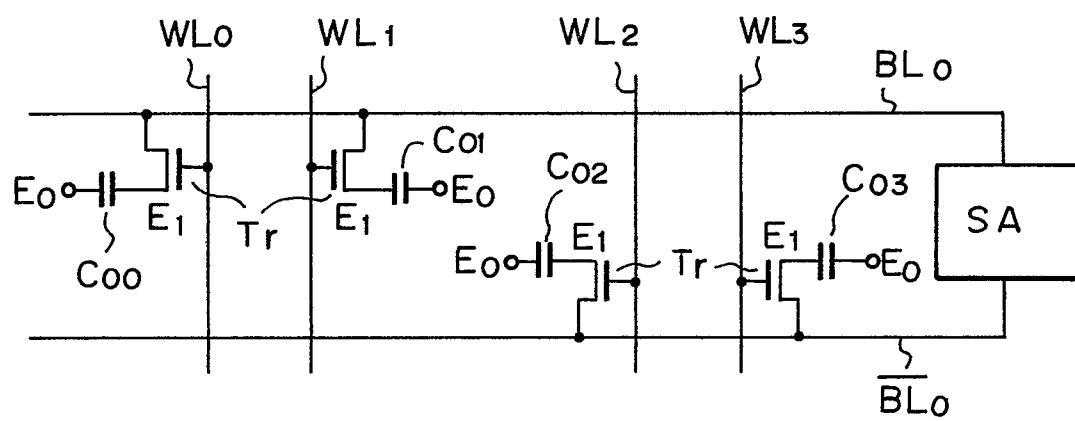 WL0 WL1 WL2 WL3
BL0
C01
E0 E1 Tr E1 E0
C02 C03
C00
E1 E1
E0 Tr E0
SA
B̅L̅0